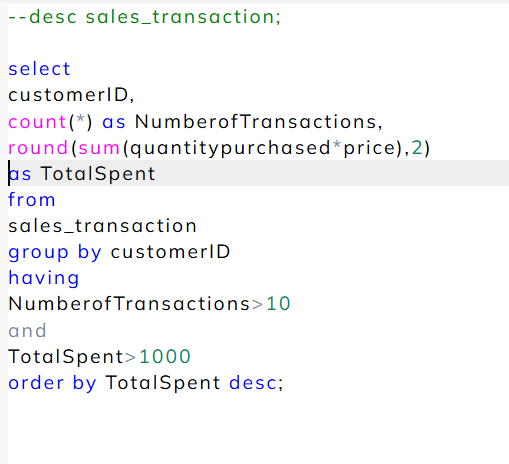 --desc sales_transaction;
select
customerID,
count(*) as NumberofTransactions,
round(sum(quantitypurchased*price),2)
as TotalSpent
from
sales_transaction
group by customerID
having
NumberofTransactions>10
and
TotalSpent>1000
order by TotalSpent desc;